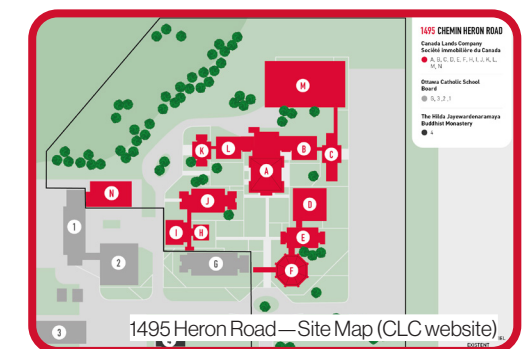 1495 CHEMIN HERON ROAD
Canada Lands Company
Société immobilière du Canada
A, B, C, D, E, F, H, I, J, K, L,
M, N
Ottawa Catholic School
Board
G, 3, 2, 1
The Hilda Jayewardenaramaya
Buddhist Monastery
4
M
K
L
B
C
A
N
J
D
I
H
E
1
2
G
F
3
1495 Heron Road — Site Map (CLC website)
EXISTENT